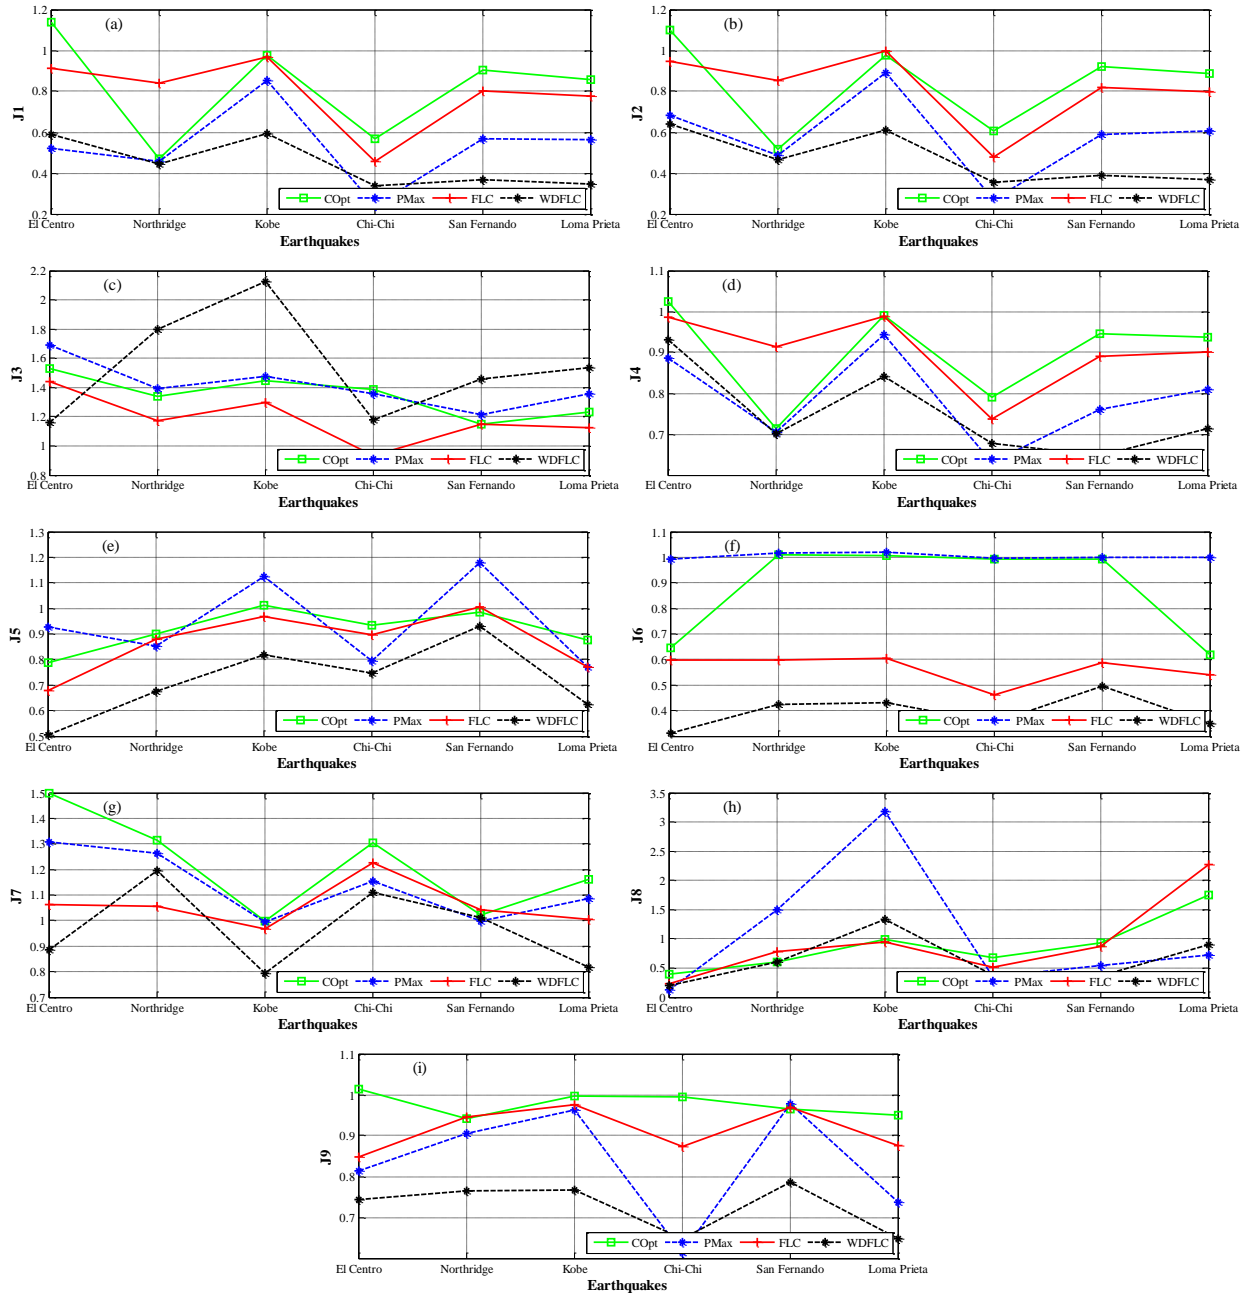 (a)
J1
1.2
1
0.8
0.6
0.4
0.2
COpt PMax FLC WDFLC
El Centro Northridge Kobe Chi-Chi San Fernando Loma Prieta
Earthquakes
(b)
J2
1.2
1
0.8
0.6
0.4
0.2
COpt PMax FLC WDFLC
El Centro Northridge Kobe Chi-Chi San Fernando Loma Prieta
Earthquakes
(c)
J3
2.2
2
1.8
1.6
1.4
1.2
1
0.8
COpt PMax FLC WDFLC
El Centro Northridge Kobe Chi-Chi San Fernando Loma Prieta
Earthquakes
(d)
J4
1.1
1
0.9
0.8
0.7
COpt PMax FLC WDFLC
El Centro Northridge Kobe Chi-Chi San Fernando Loma Prieta
Earthquakes
(e)
J5
1.3
1.2
1.1
1
0.9
0.8
0.7
0.6
0.5
COpt PMax FLC WDFLC
El Centro Northridge Kobe Chi-Chi San Fernando Loma Prieta
Earthquakes
(f)
J6
1.1
1
0.9
0.8
0.7
0.6
0.5
0.4
COpt PMax FLC WDFLC
El Centro Northridge Kobe Chi-Chi San Fernando Loma Prieta
Earthquakes
(g)
J7
1.5
1.4
1.3
1.2
1.1
1
0.9
0.8
0.7
COpt PMax FLC WDFLC
El Centro Northridge Kobe Chi-Chi San Fernando Loma Prieta
Earthquakes
(h)
J8
3.5
3
2.5
2
1.5
1
0.5
0
COpt PMax FLC WDFLC
El Centro Northridge Kobe Chi-Chi San Fernando Loma Prieta
Earthquakes
(i)
J9
1.1
1
0.9
0.8
0.7
COpt PMax FLC WDFLC
El Centro Northridge Kobe Chi-Chi San Fernando Loma Prieta
Earthquakes